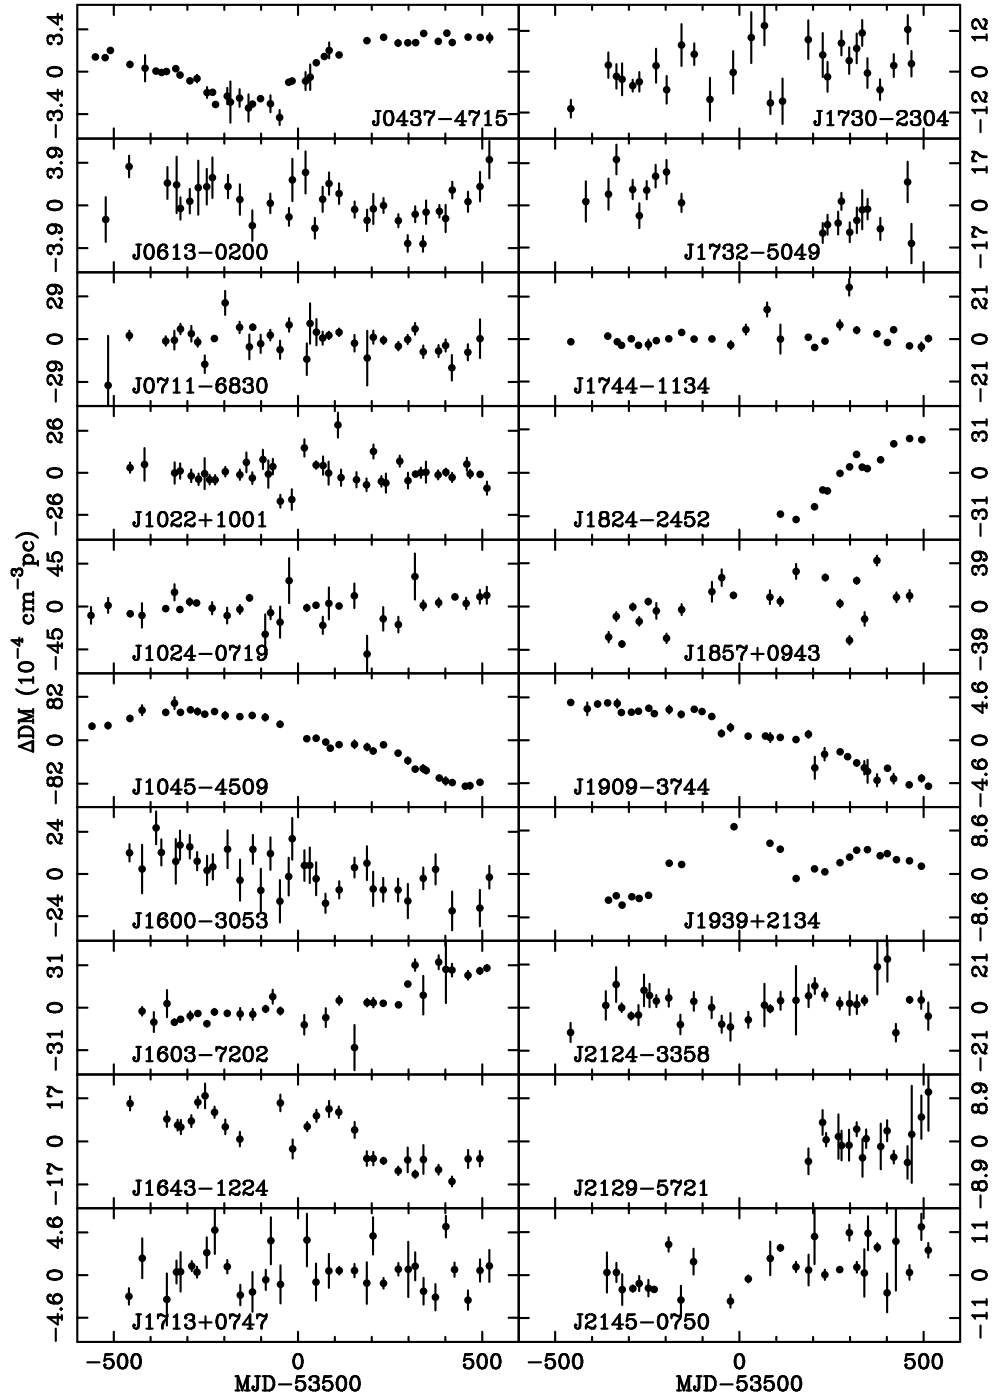 ΔDM (10−4 cm−3pc)
3.4
0
−3.4
J0437−4715
12
0
−12
J1730−2304
3.9
0
−3.9
J0613−0200
17
0
−17
J1732−5049
29
0
−29
J0711−6830
21
0
−21
J1744−1134
26
0
−26
J1022+1001
31
0
−31
J1824−2452
45
0
−45
J1024−0719
39
0
−39
J1857+0943
82
0
−82
J1045−4509
4.6
0
−4.6
J1909−3744
24
0
−24
J1600−3053
8.6
0
−8.6
J1939+2134
31
0
−31
J1603−7202
21
0
−21
J2124−3358
17
0
−17
J1643−1224
8.9
0
−8.9
J2129−5721
4.6
0
−4.6
J1713+0747
11
0
−11
J2145−0750
−500 0 500 −500 0 500
MJD−53500 MJD−53500